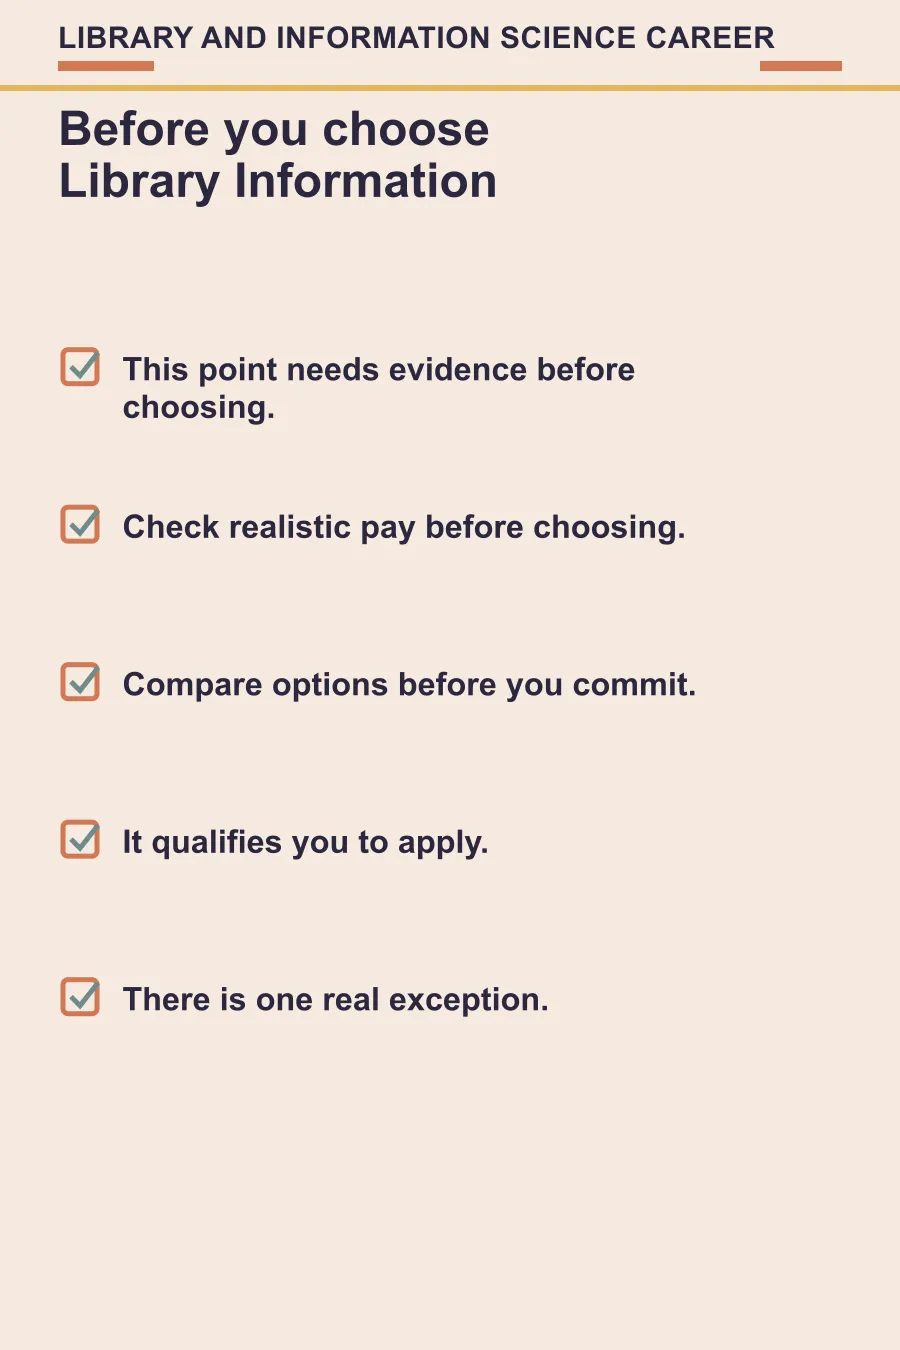 LIBRARY AND INFORMATION SCIENCE CAREER
Before you choose
Library Information
This point needs evidence before
choosing.
Check realistic pay before choosing.
Compare options before you commit.
It qualifies you to apply.
There is one real exception.